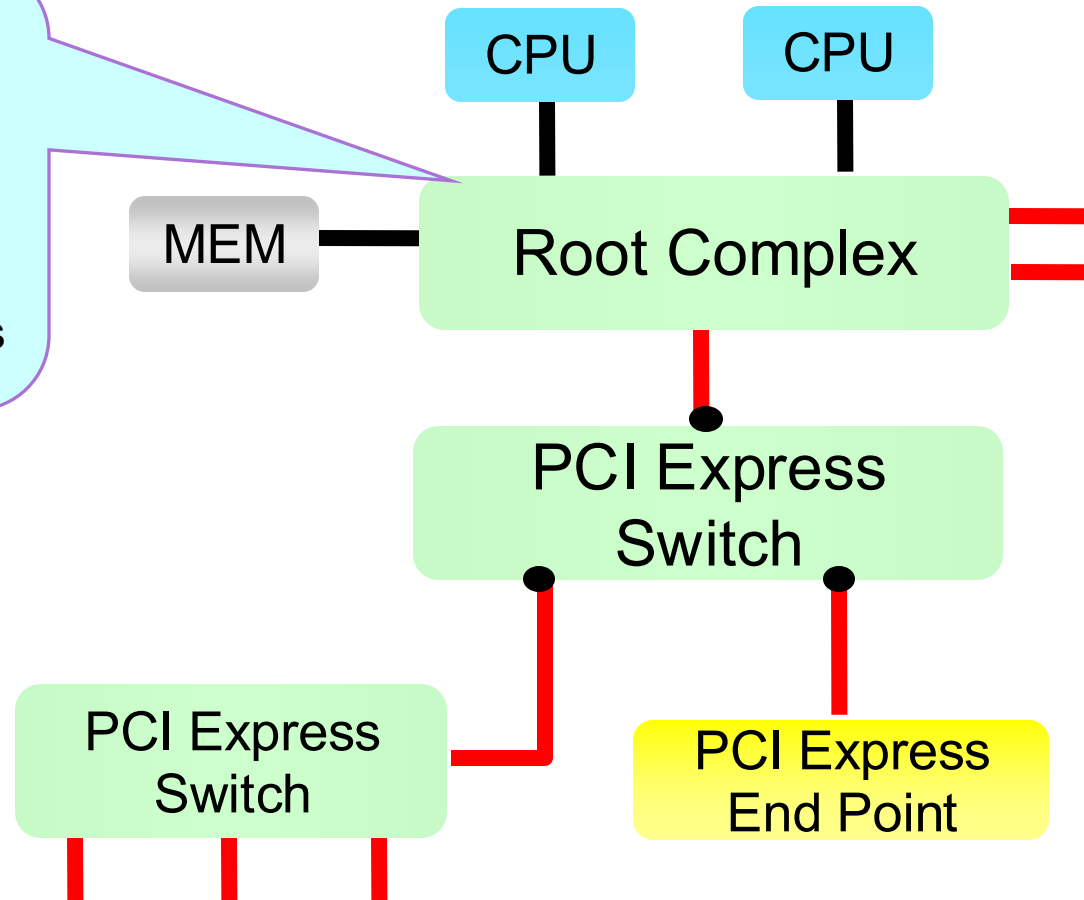 CPU
CPU
MEM
Root Complex
s
PCI Express
Switch
PCI Express
Switch
PCI Express
End Point